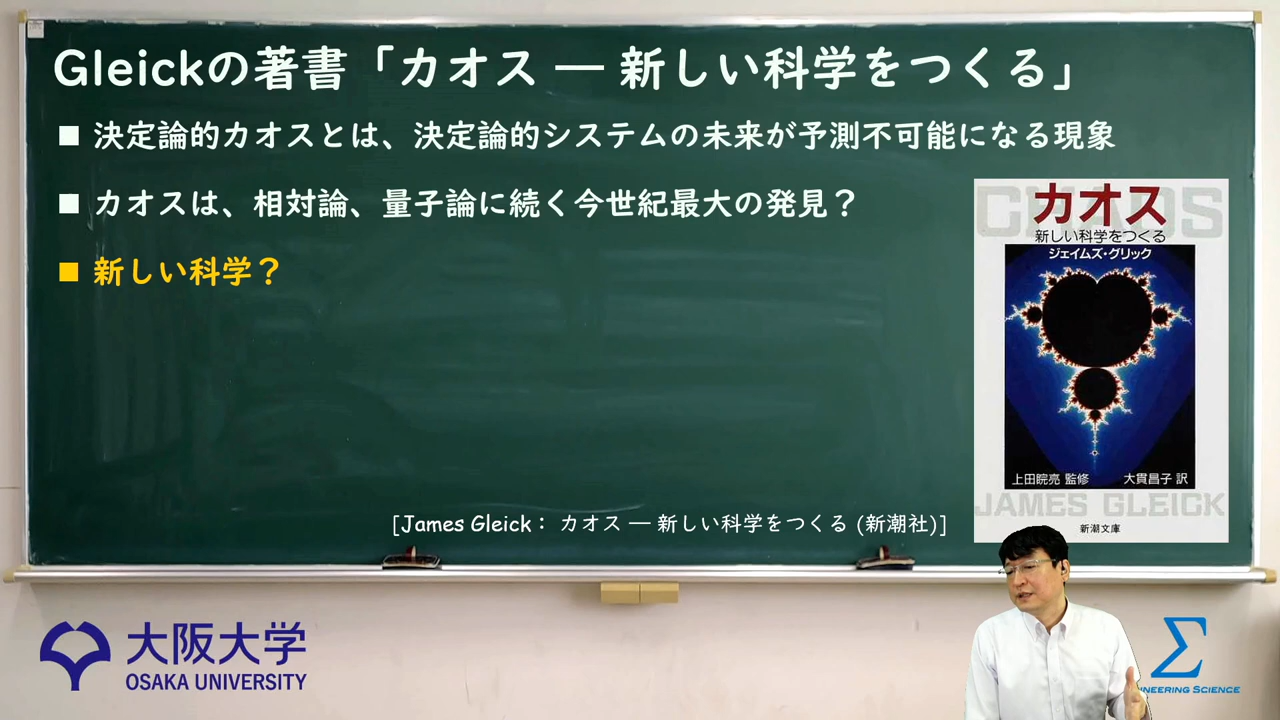 Gleickの著書「カオス ― 新しい科学をつくる」
■ 決定論的カオスとは、決定論的システムの未来が予測不可能になる現象
■ カオスは、相対論、量子論に続く今世紀最大の発見？
■ 新しい科学？
CHAOS
カオス
新しい科学をつくる
ジェイムズ・グリック
上田睆亮 監修 大貫昌子 訳
JAMES GLEICK
新潮文庫
[James Gleick： カオス ― 新しい科学をつくる (新潮社)]
大阪大学
OSAKA UNIVERSITY
Σ
NEERING SCIENCE